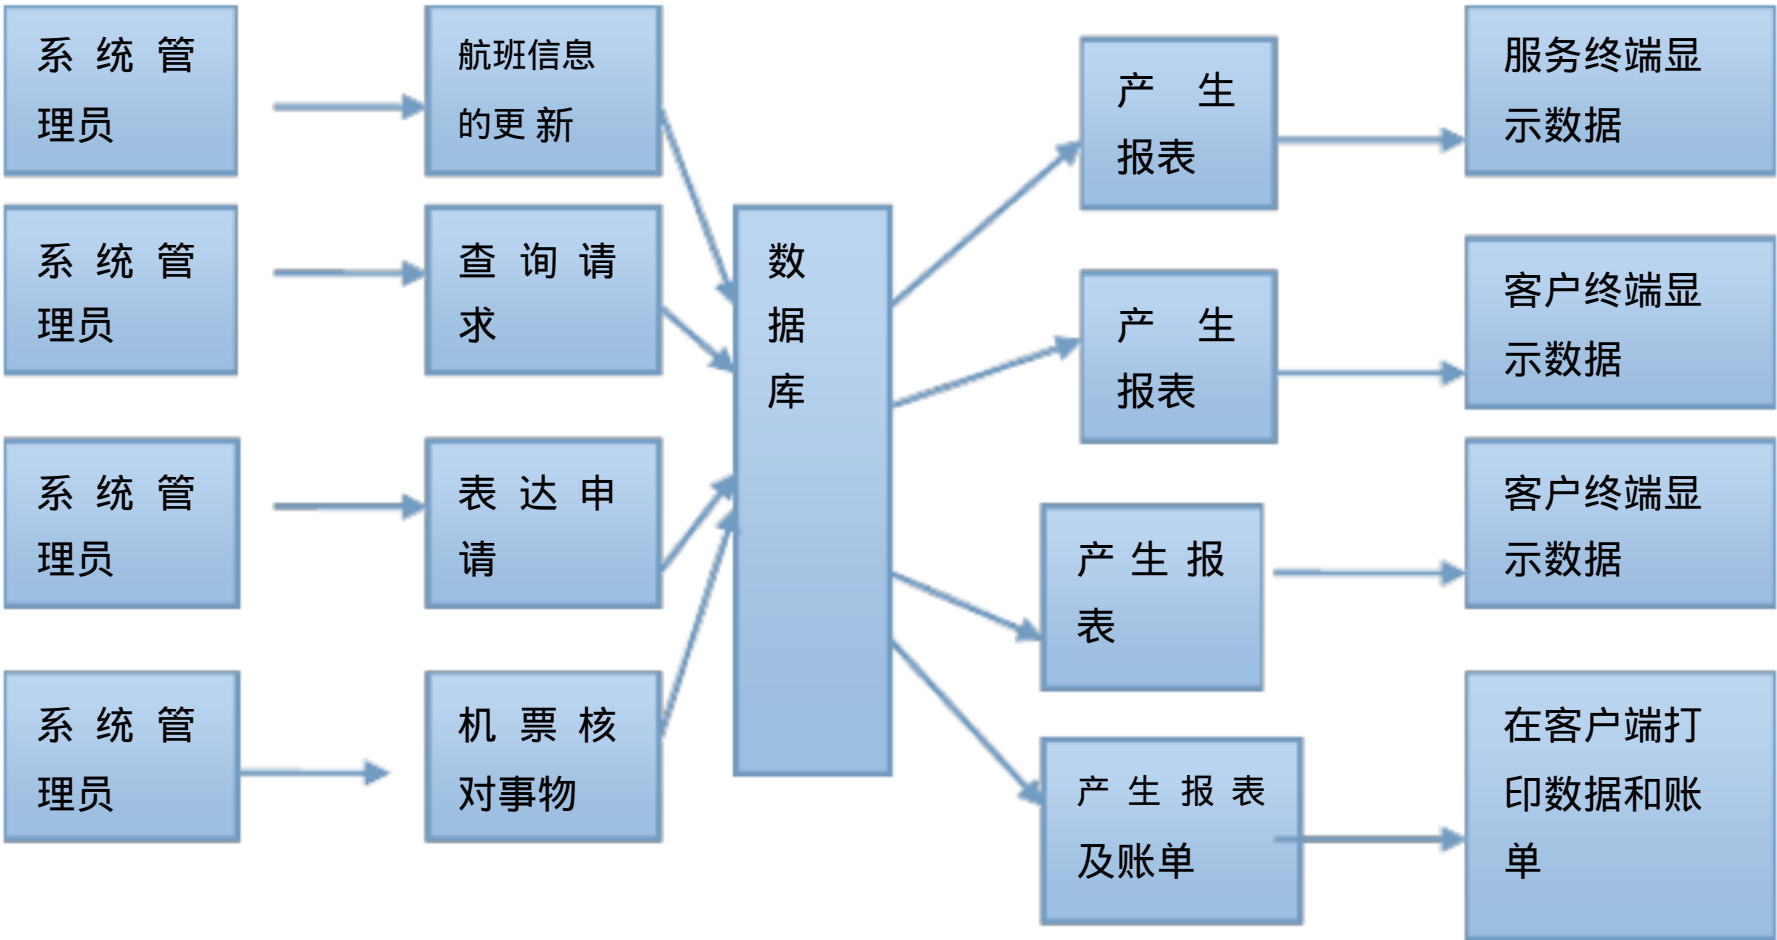 系 统 管
理员
航班信息
的更 新
产 生
报表
服务终端显
示数据
系 统 管
理员
查 询 请
求
数
据
库
产 生
报表
客户终端显
示数据
系 统 管
理员
表 达 申
请
产 生 报
表
客户终端显
示数据
系 统 管
理员
机 票 核
对事物
产 生 报 表
及账单
在客户端打
印数据和账
单